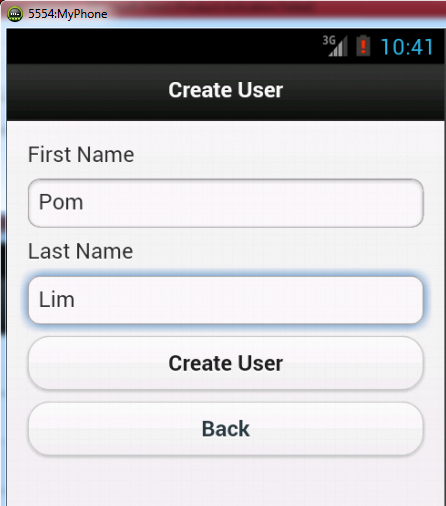 5554:MyPhone
3G 10:41
Create User
First Name
Pom
Last Name
Lim
Create User
Back